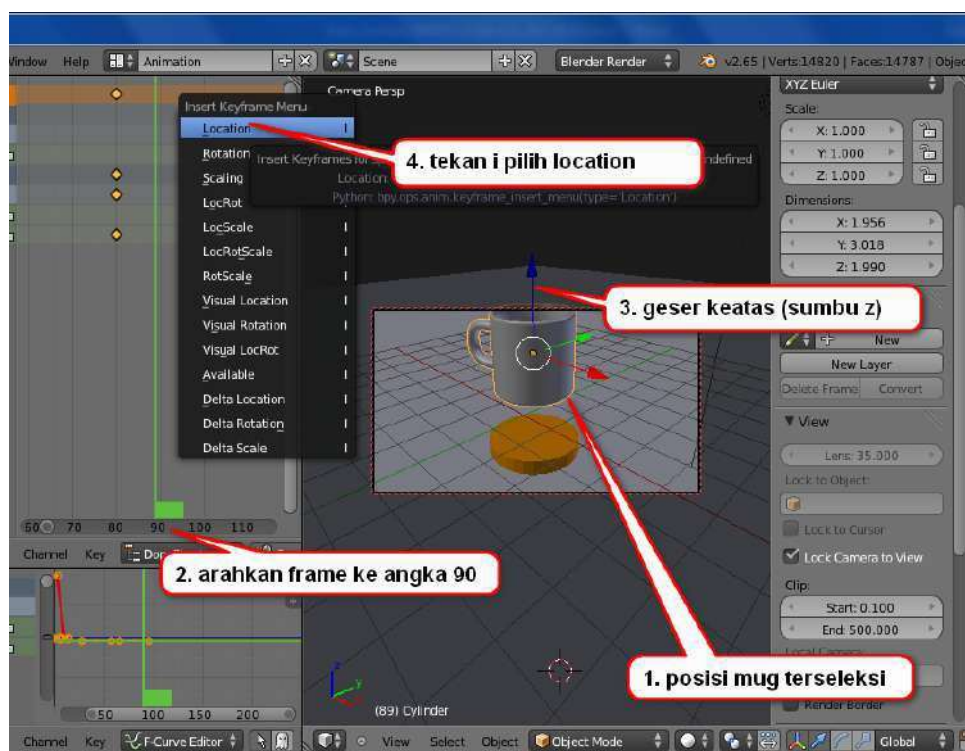 Window Help Animation Scene Blender Render v2.65 | Verts:14820 | Faces:14787 |
Camera Persp
XYZ Euler
Insert Keyframe Menu
Location I
Rotation I
Scaling I
LocRot I
LocScale I
LocRotScale I
RotScale I
Visual Location I
Visual Rotation I
Visual LocRot I
Available I
Delta Location I
Delta Rotation I
Delta Scale I
Insert Keyframes for
Location
Python: bpy.ops.anim.keyframe_insert_menu(type='Location')
4. tekan i pilih location
Scale:
X: 1.000
Y: 1.000
Z: 1.000
Dimensions:
X: 1.956
Y: 3.018
Z: 1.990
3. geser keatas (sumbu z)
New
New Layer
Delete Frame Convert
View
Lens: 35.000
Lock to Object:
Lock to Cursor
Lock Camera to View
Clip:
Start: 0.100
End: 500.000
Local Camera:
Render Border
60 70 80 90 100 110
Channel Key
2. arahkan frame ke angka 90
1. posisi mug terseleksi
z
y
(89) Cylinder
50 100 150 200
Channel Key F-Curve Editor
View Select Object Object Mode Global